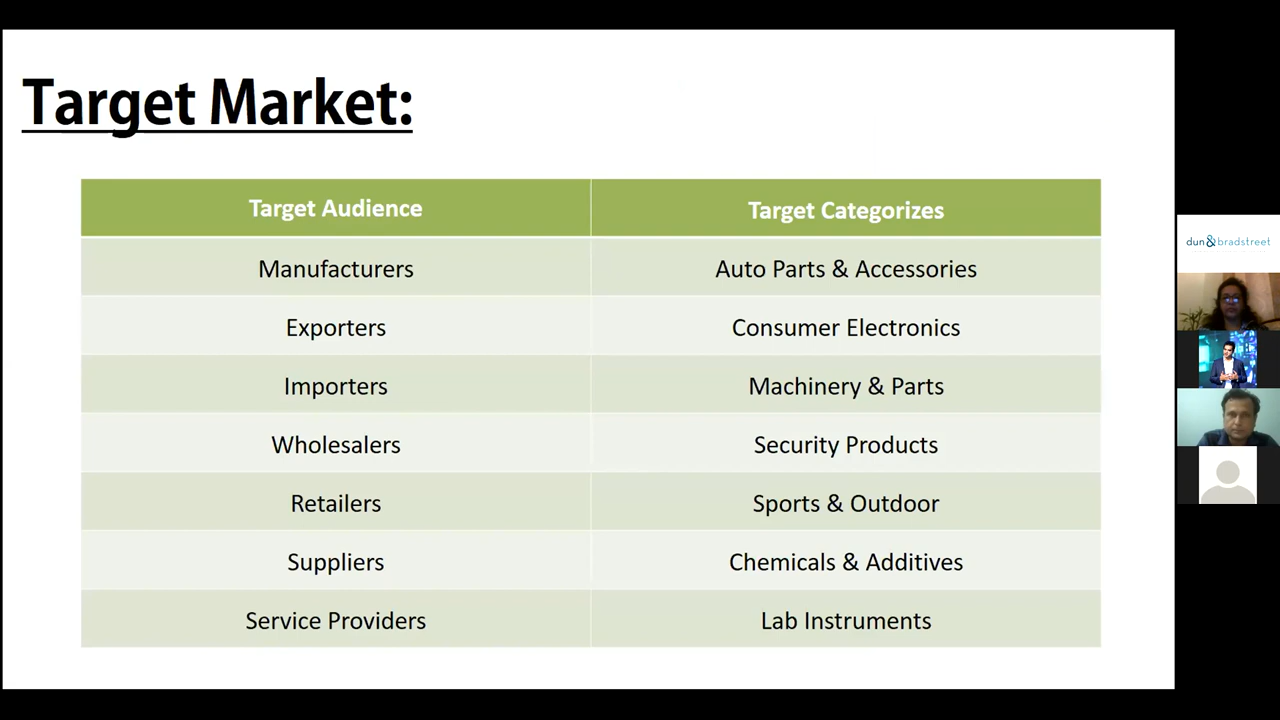 Target Market:
Target Audience
Target Categorizes
Manufacturers
Auto Parts & Accessories
Exporters
Consumer Electronics
Importers
Machinery & Parts
Wholesalers
Security Products
Retailers
Sports & Outdoor
Suppliers
Chemicals & Additives
Service Providers
Lab Instruments
dun&bradstreet